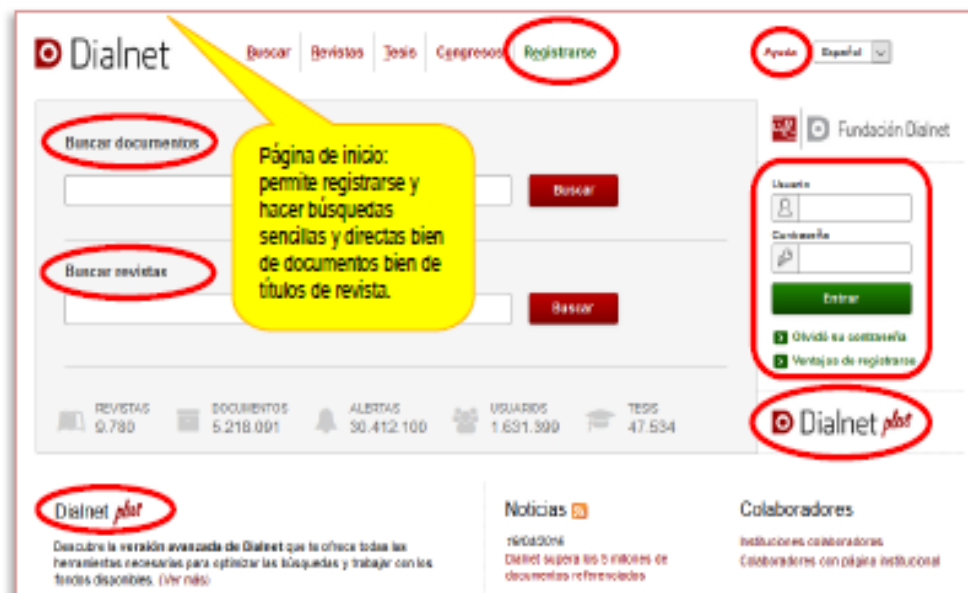 Dialnet
Buscar Revistas Tesis Congresos Registrarse
Ayuda Español
Buscar documentos
Buscar
Buscar revistas
Buscar
Página de inicio:
permite registrarse y
hacer búsquedas
sencillas y directas bien
de documentos bien de
títulos de revista.
Fundación Dialnet
Usuario
Contraseña
Entrar
Olvidó su contraseña
Ventajas de registrarse
REVISTAS
9.780
DOCUMENTOS
5.218.091
ALERTAS
30.412.100
USUARIOS
1.631.399
TESIS
47.534
Dialnet plus
Dialnet plus
Descubre la versión avanzada de Dialnet que te ofrece todas las
herramientas necesarias para optimizar las búsquedas y trabajar con los
fondos disponibles. (Ver más)
Noticias
Dialnet supera los 5 millones de
documentos referenciados
Colaboradores
Instituciones colaboradoras
Colaboradores con página institucional